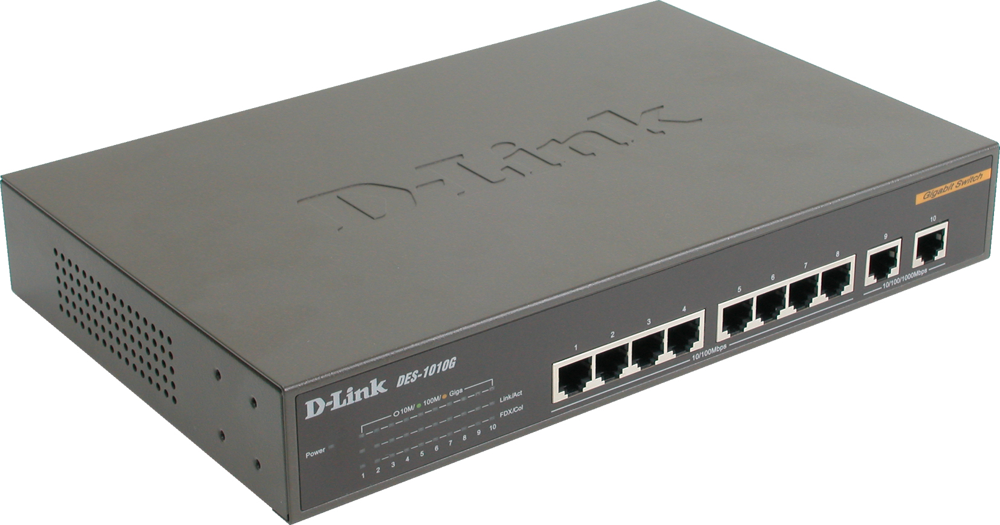 D-Link
Gigabit Switch
10
9
8
7
6
5
4
3
2
1
10/100/1000Mbps
10/100Mbps
D-Link DES-1010G
10M/ 100M/ Giga
Link/Act
FDX/Col
Power
1 2 3 4 5 6 7 8 9 10